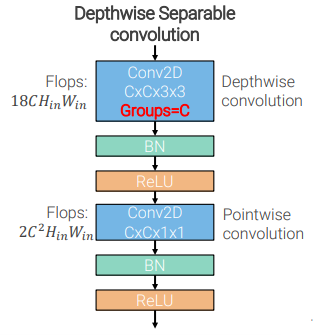 Depthwise Separable
convolution
Flops:
18CH_{in}W_{in}
Conv2D
CxCx3x3
Groups=C
Depthwise
convolution
BN
ReLU
Flops:
2C^2H_{in}W_{in}
Conv2D
CxCx1x1
Pointwise
convolution
BN
ReLU